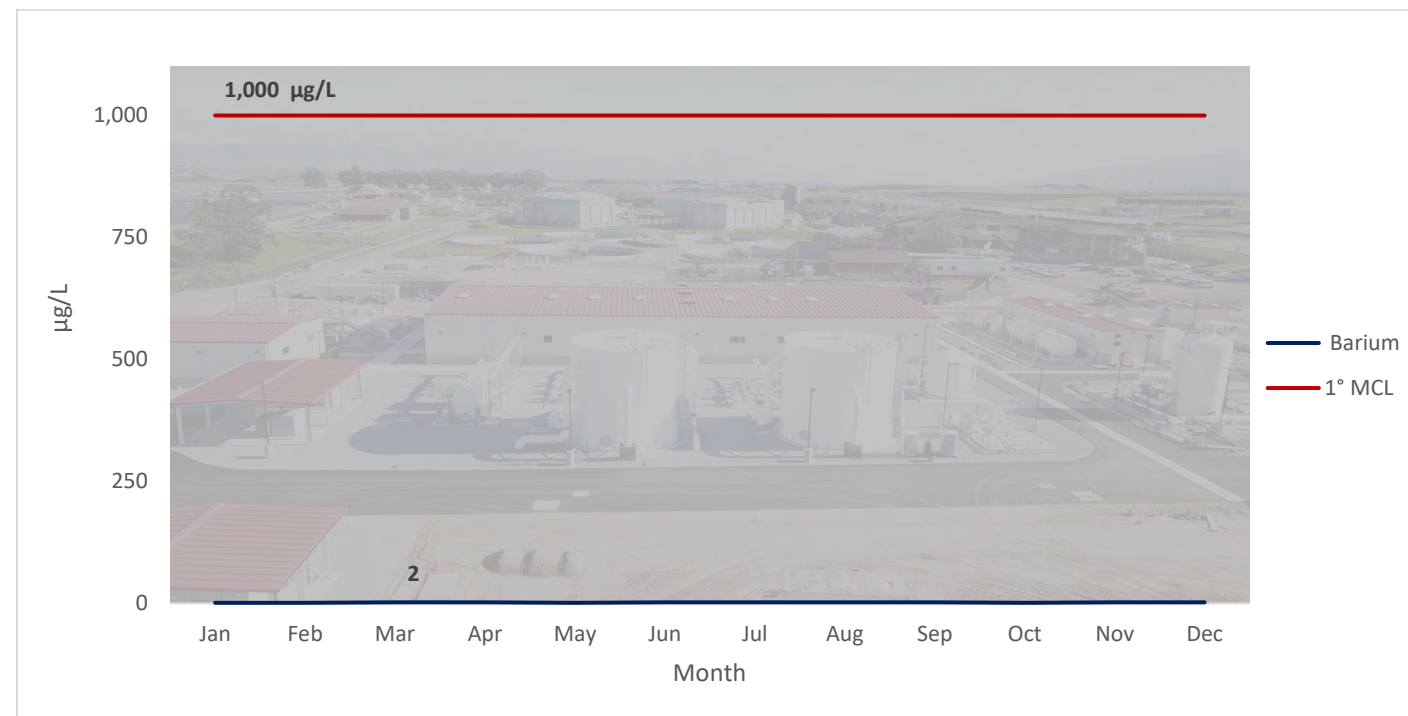 1,000 µg/L
1,000
750
500
250
0
µg/L
2
Jan Feb Mar Apr May Jun Jul Aug Sep Oct Nov Dec
Month
Barium
1° MCL